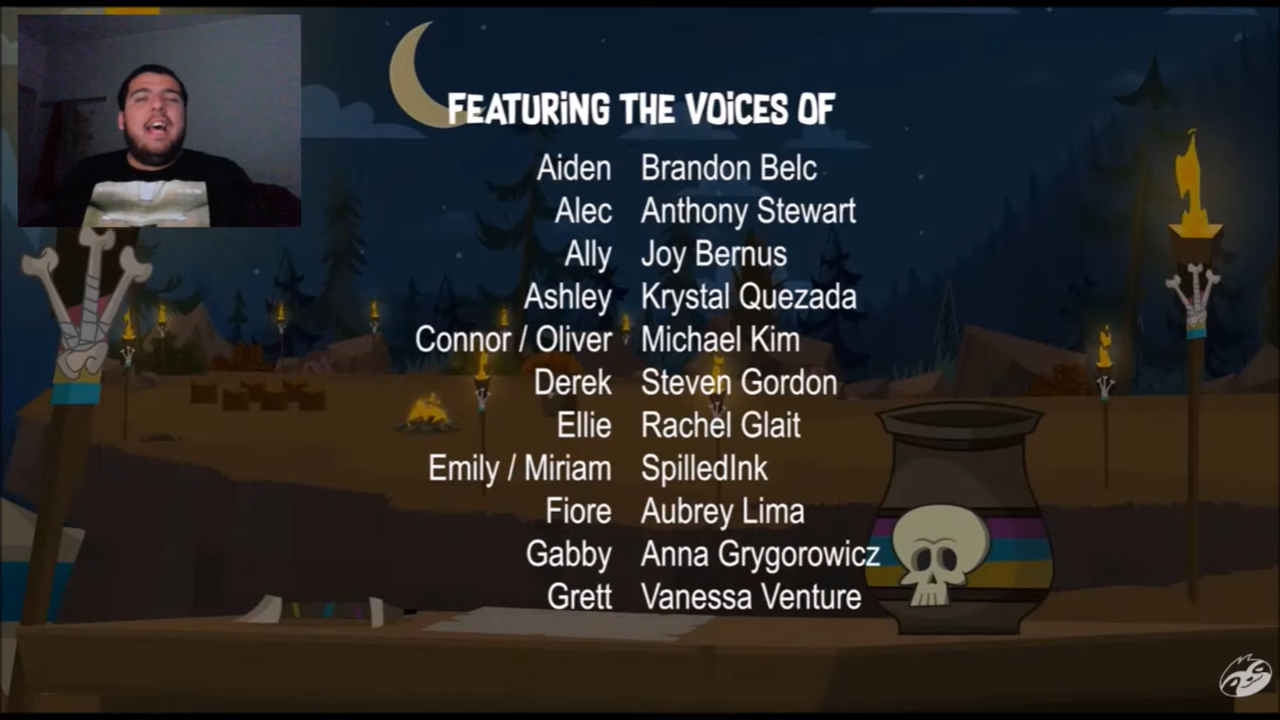 FEATURING THE VOICES OF
Aiden Brandon Belc
Alec Anthony Stewart
Ally Joy Bernus
Ashley Krystal Quezada
Connor / Oliver Michael Kim
Derek Steven Gordon
Ellie Rachel Glait
Emily / Miriam SpilledInk
Fiore Aubrey Lima
Gabby Anna Grygorowicz
Grett Vanessa Venture